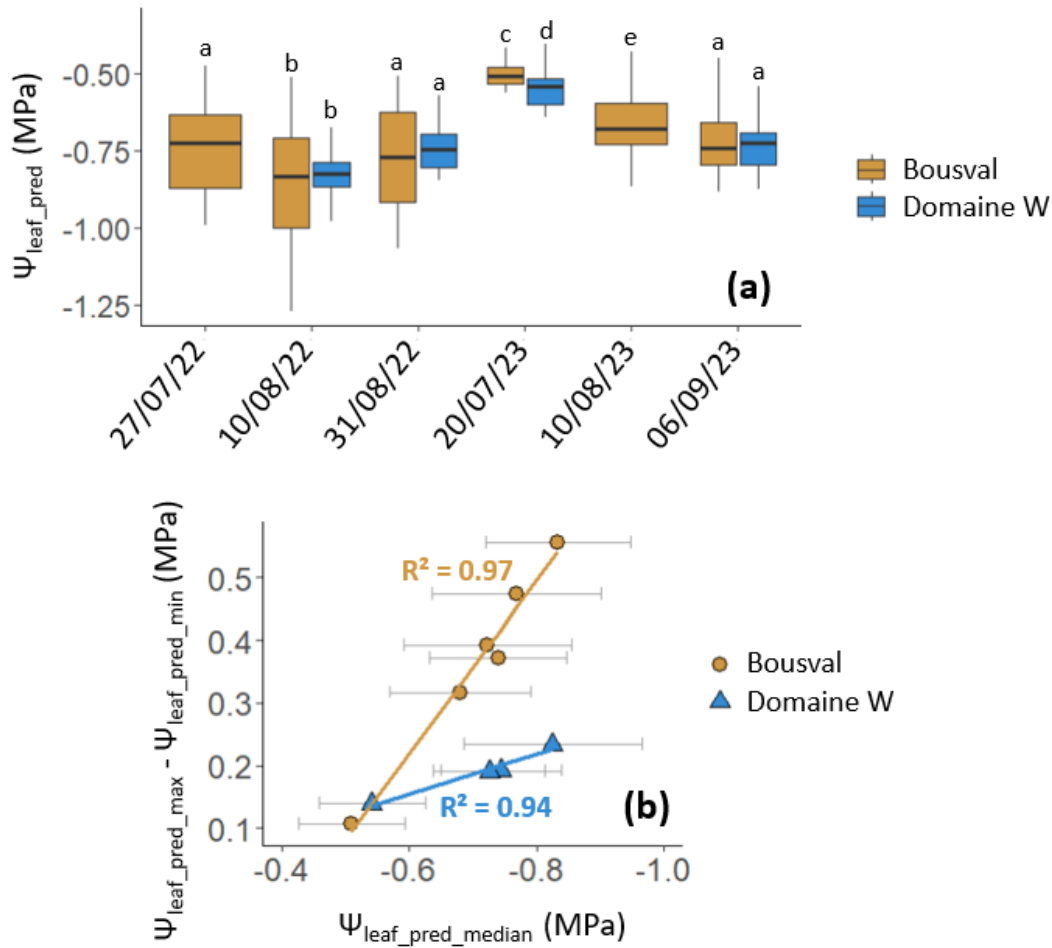 a
b
b
a
a
c
d
e
a
a
Ψleaf_pred (MPa)
-0.50
-0.75
-1.00
-1.25
(a)
27/07/22
10/08/22
31/08/22
20/07/23
10/08/23
06/09/23
Bousval
Domaine W
Ψleaf_pred_max - Ψleaf_pred_min (MPa)
0.5
0.4
0.3
0.2
0.1
R² = 0.97
R² = 0.94
(b)
-0.4
-0.6
-0.8
-1.0
Ψleaf_pred_median (MPa)
Bousval
Domaine W